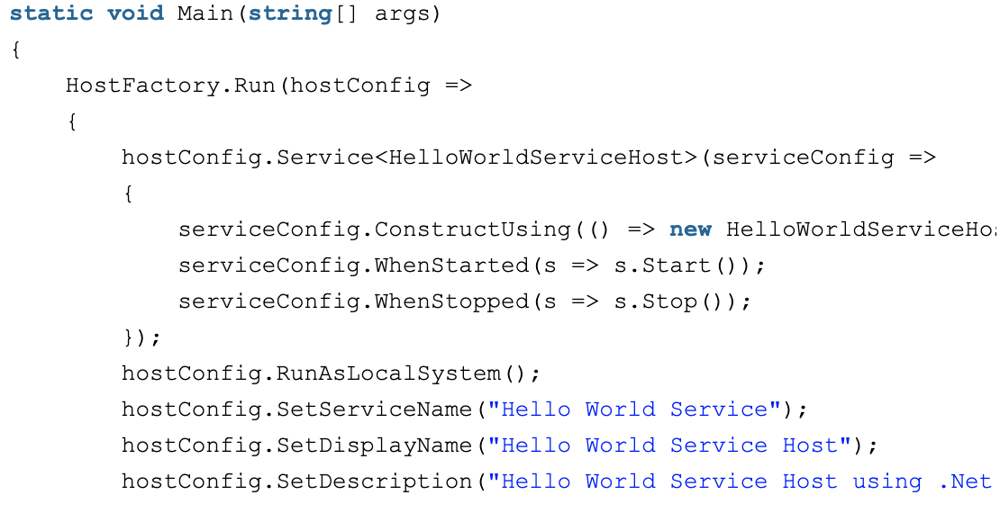 static void Main(string[] args)
{
    HostFactory.Run(hostConfig =>
    {
        hostConfig.Service<HelloWorldServiceHost>(serviceConfig =>
        {
            serviceConfig.ConstructUsing(() => new HelloWorldServiceHo
            serviceConfig.WhenStarted(s => s.Start());
            serviceConfig.WhenStopped(s => s.Stop());
        });
        hostConfig.RunAsLocalSystem();
        hostConfig.SetServiceName("Hello World Service");
        hostConfig.SetDisplayName("Hello World Service Host");
        hostConfig.SetDescription("Hello World Service Host using .Net